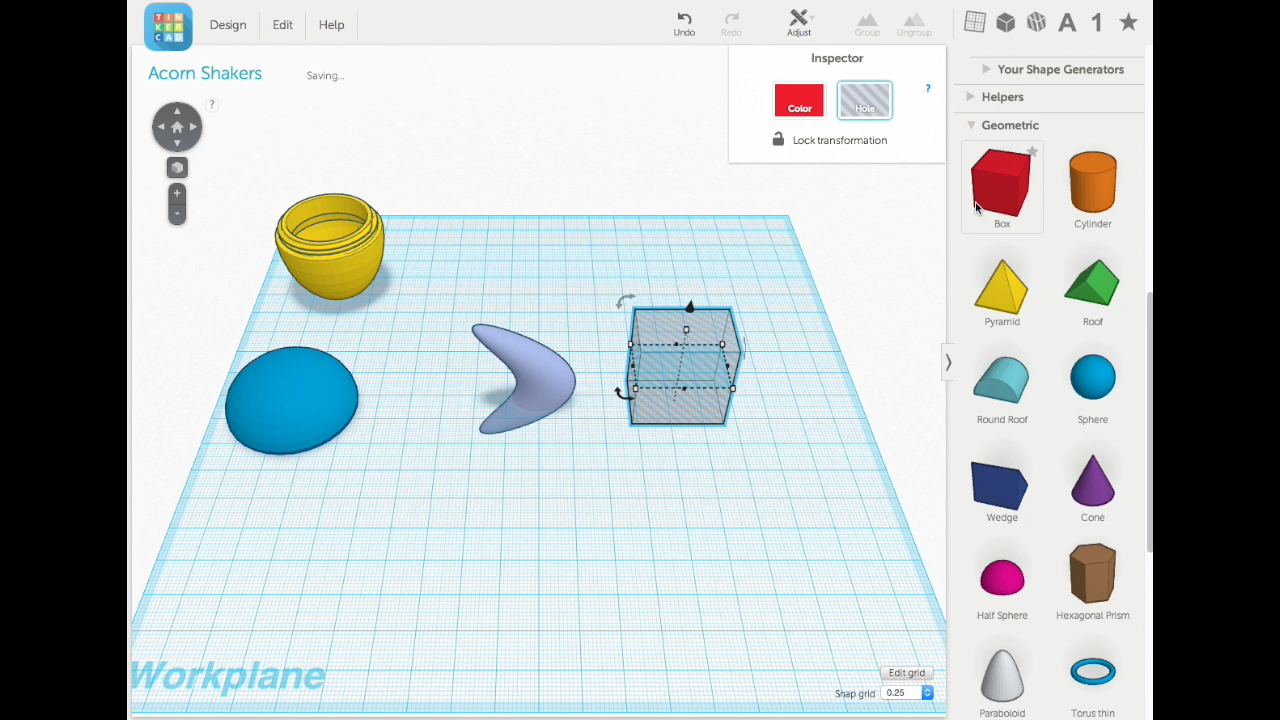 TIN
KER
CAD
Design
Edit
Help
Undo
Redo
Adjust
Group
Ungroup
A
1
Acorn Shakers
Saving...
?
Inspector
Color
Hole
?
Lock transformation
+
-
Your Shape Generators
Helpers
Geometric
Box
Cylinder
Pyramid
Roof
Round Roof
Sphere
Wedge
Cone
Half Sphere
Hexagonal Prism
Paraboloid
Torus thin
Workplane
Edit grid
Snap grid
0.25